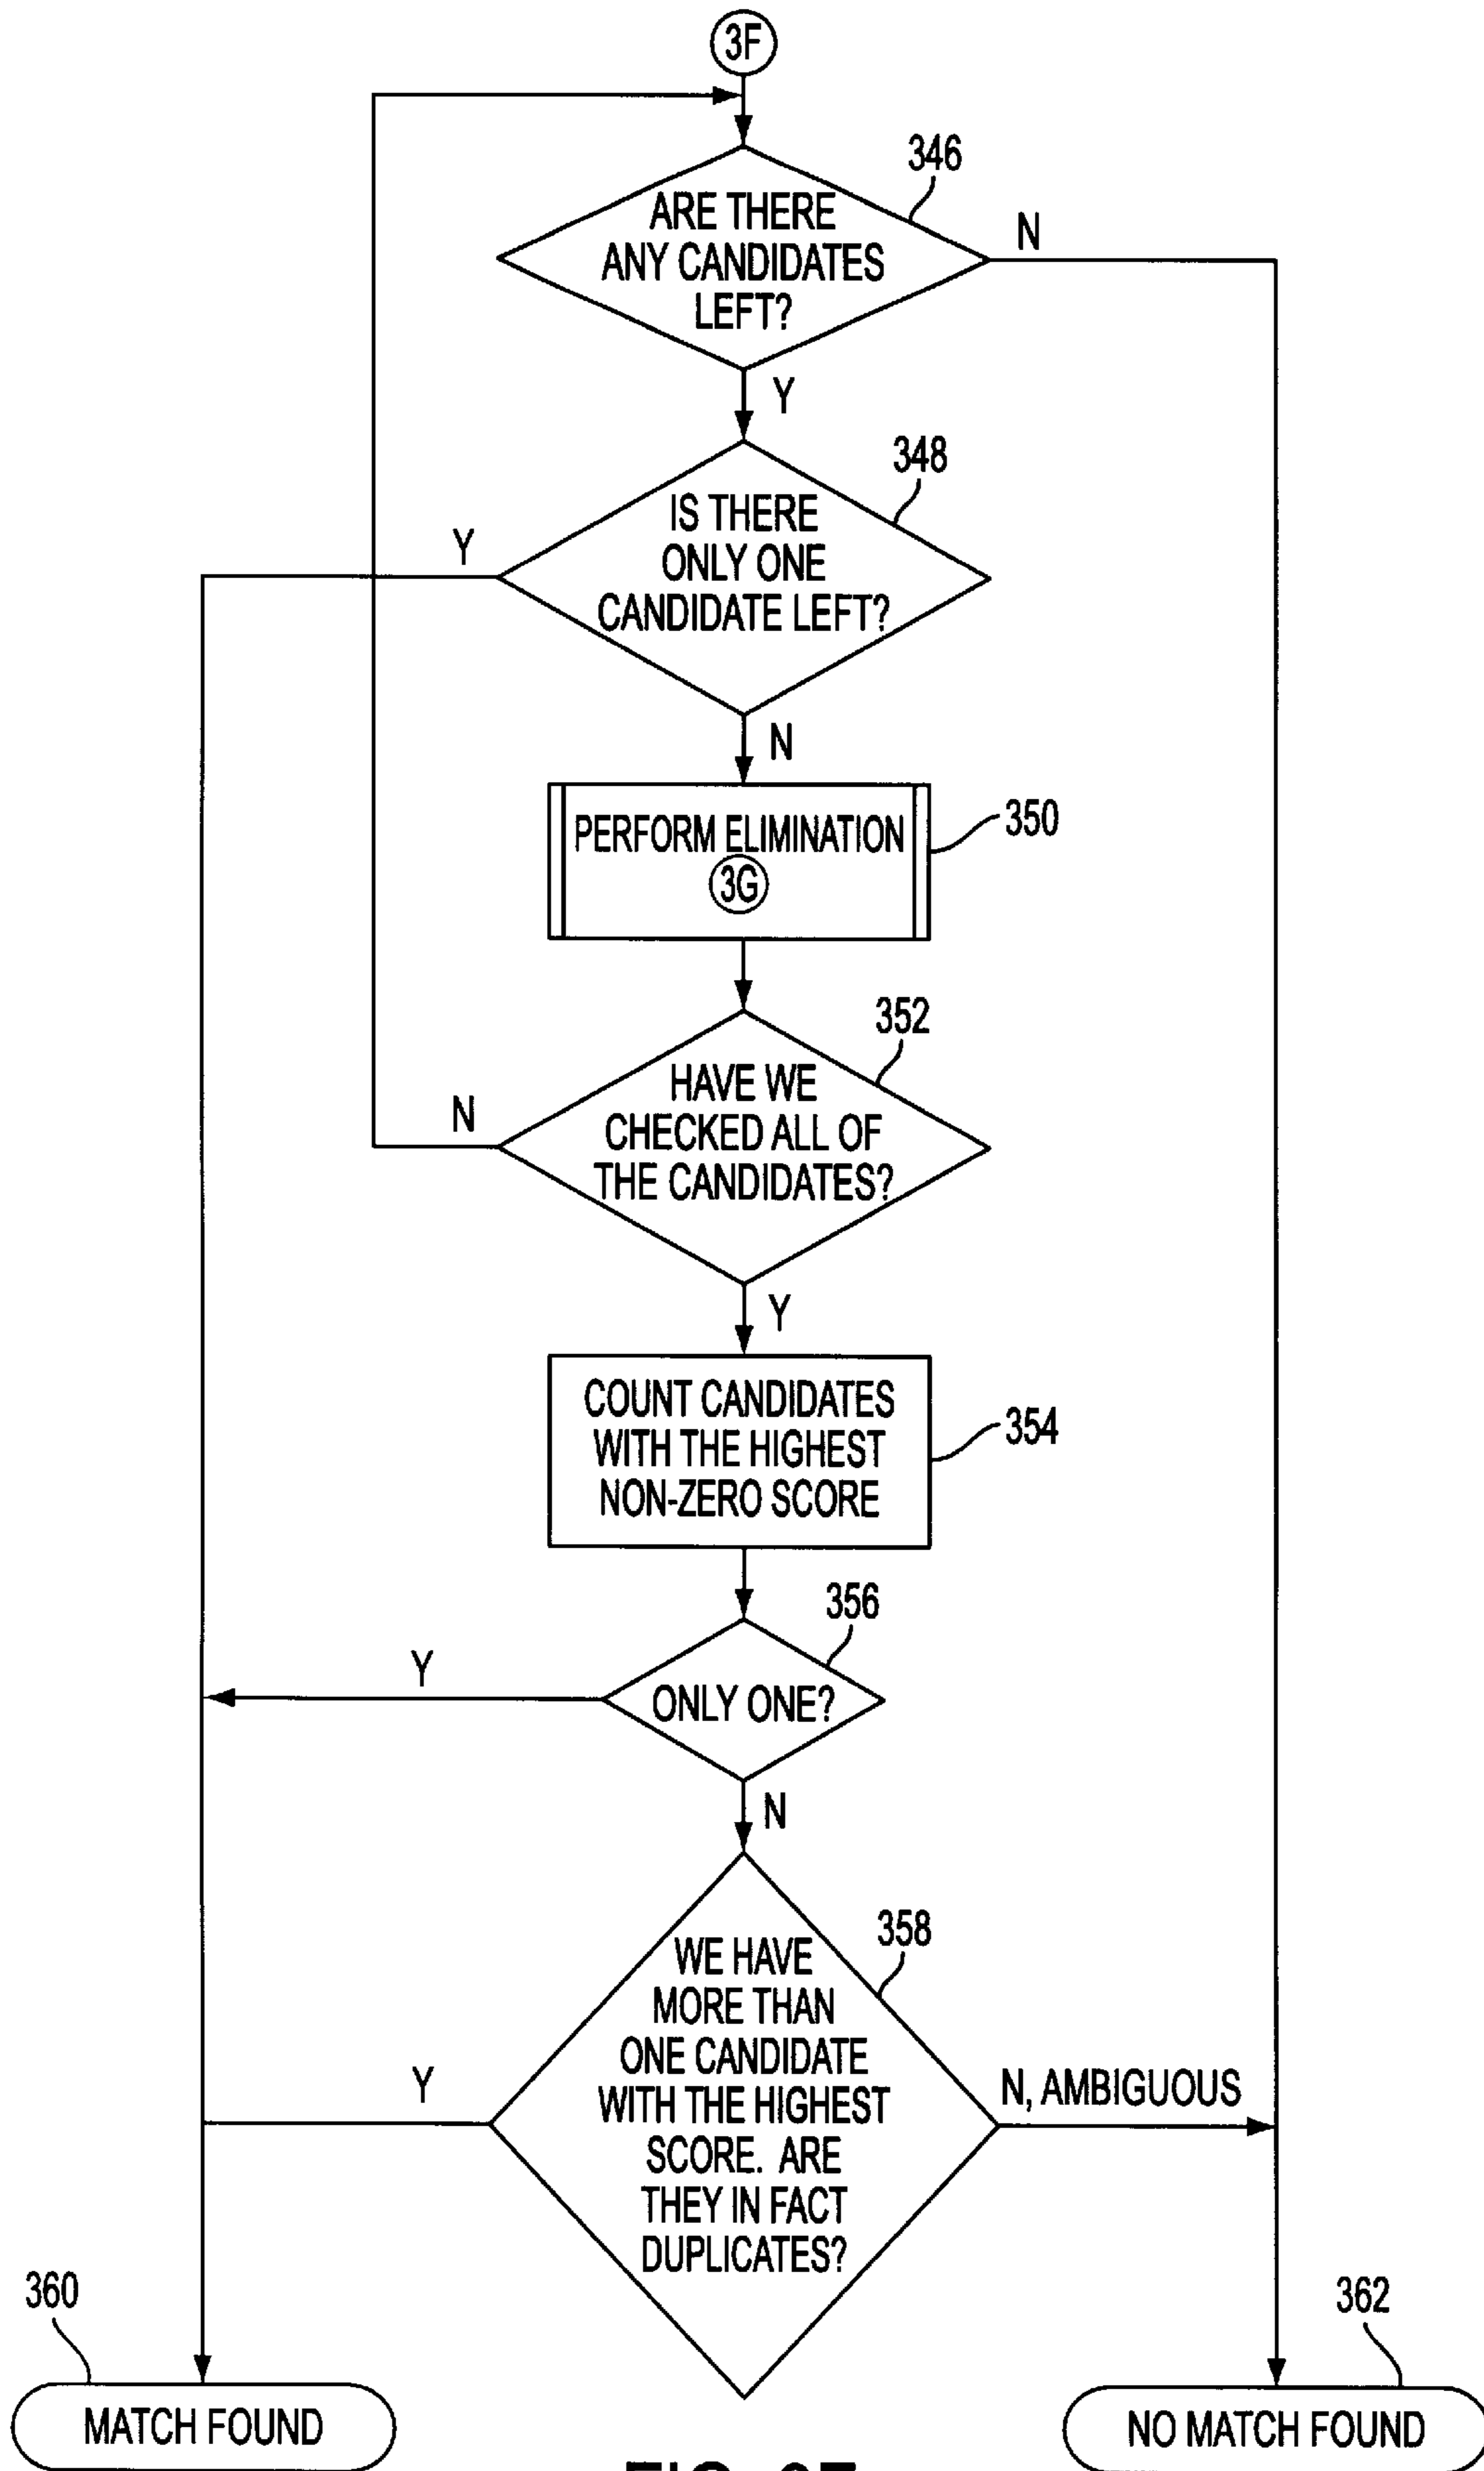 3F
346
ARE THERE
ANY CANDIDATES
LEFT?
N
Y
348
IS THERE
ONLY ONE
CANDIDATE LEFT?
Y
N
PERFORM ELIMINATION
3G
350
352
HAVE WE
CHECKED ALL OF
THE CANDIDATES?
N
Y
COUNT CANDIDATES
WITH THE HIGHEST
NON-ZERO SCORE
354
356
ONLY ONE?
Y
N
358
WE HAVE
MORE THAN
ONE CANDIDATE
WITH THE HIGHEST
SCORE. ARE
THEY IN FACT
DUPLICATES?
Y
N, AMBIGUOUS
360
MATCH FOUND
362
NO MATCH FOUND